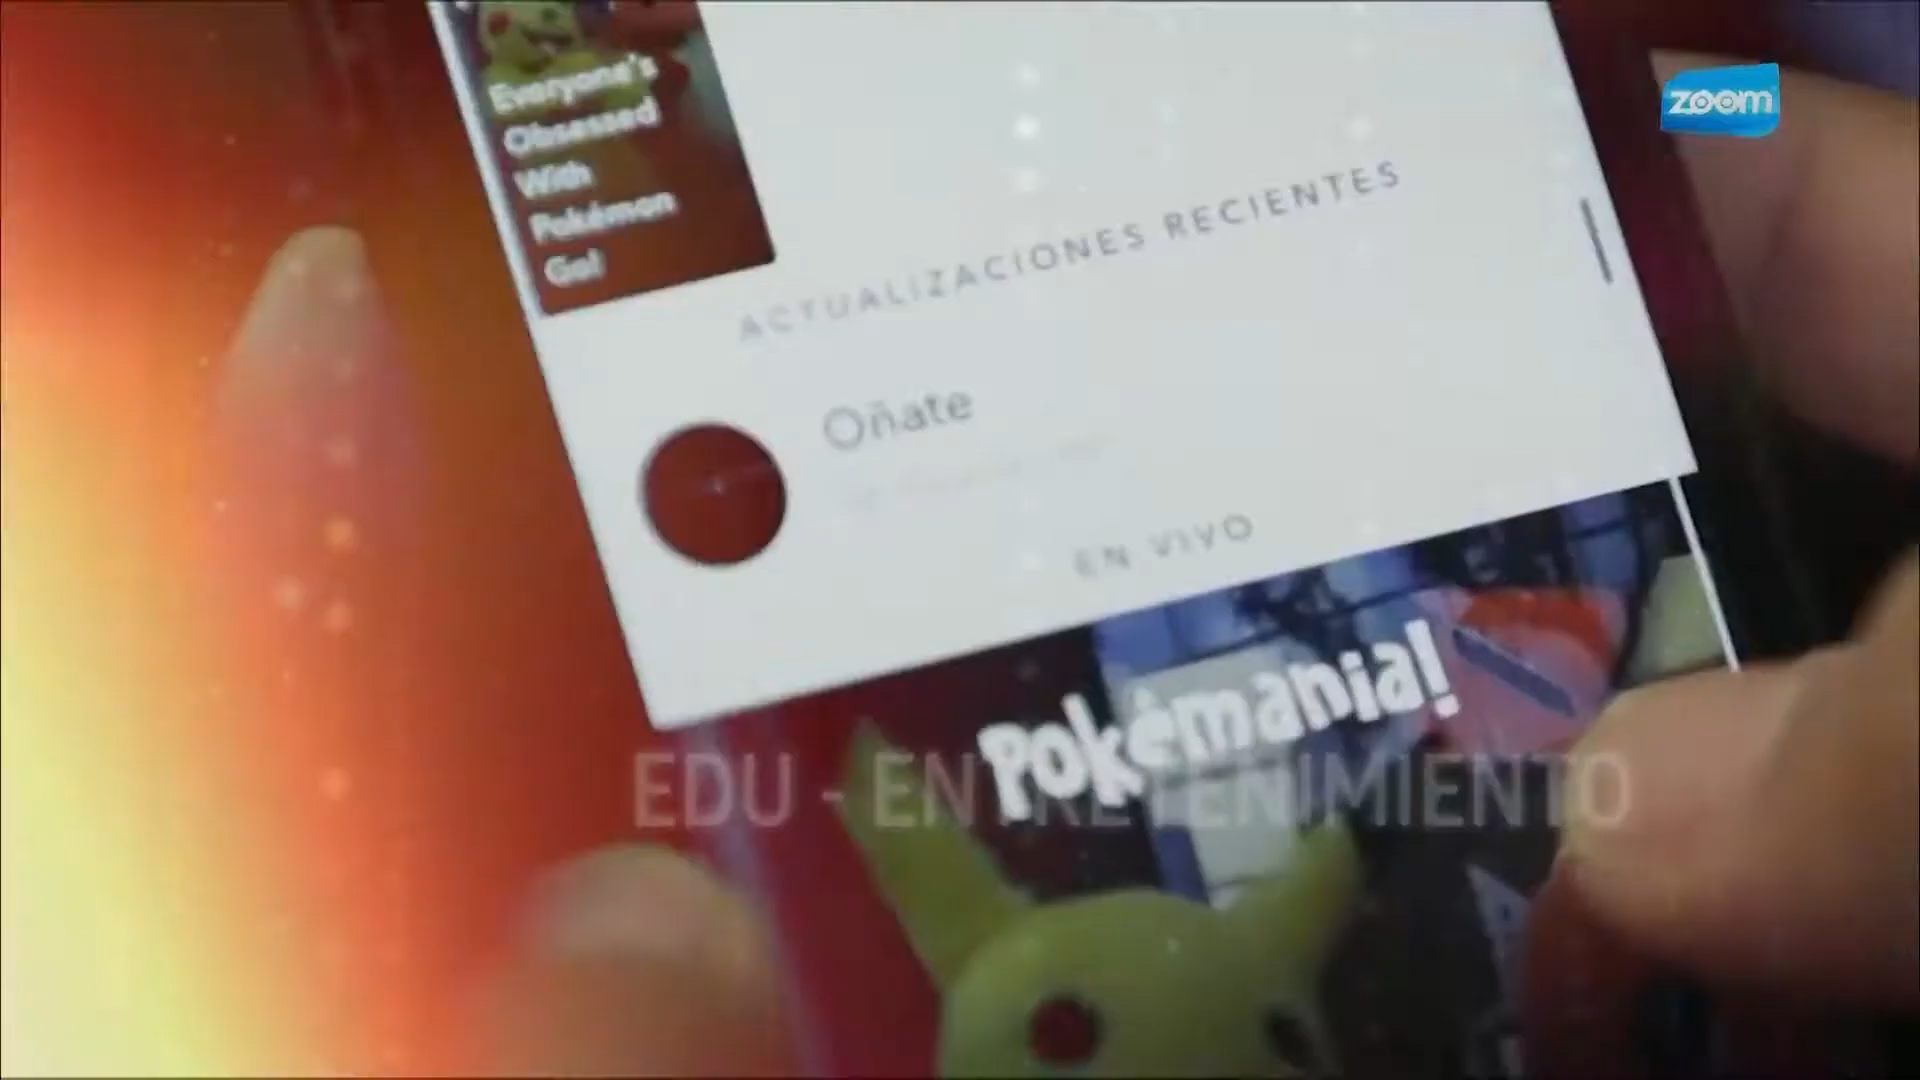 Everyone's
Obsessed
With
Pokémon
Go!
zoom
ACTUALIZACIONES RECIENTES
Oñate
EN VIVO
Pokémania!
EDU - ENTRETENIMIENTO